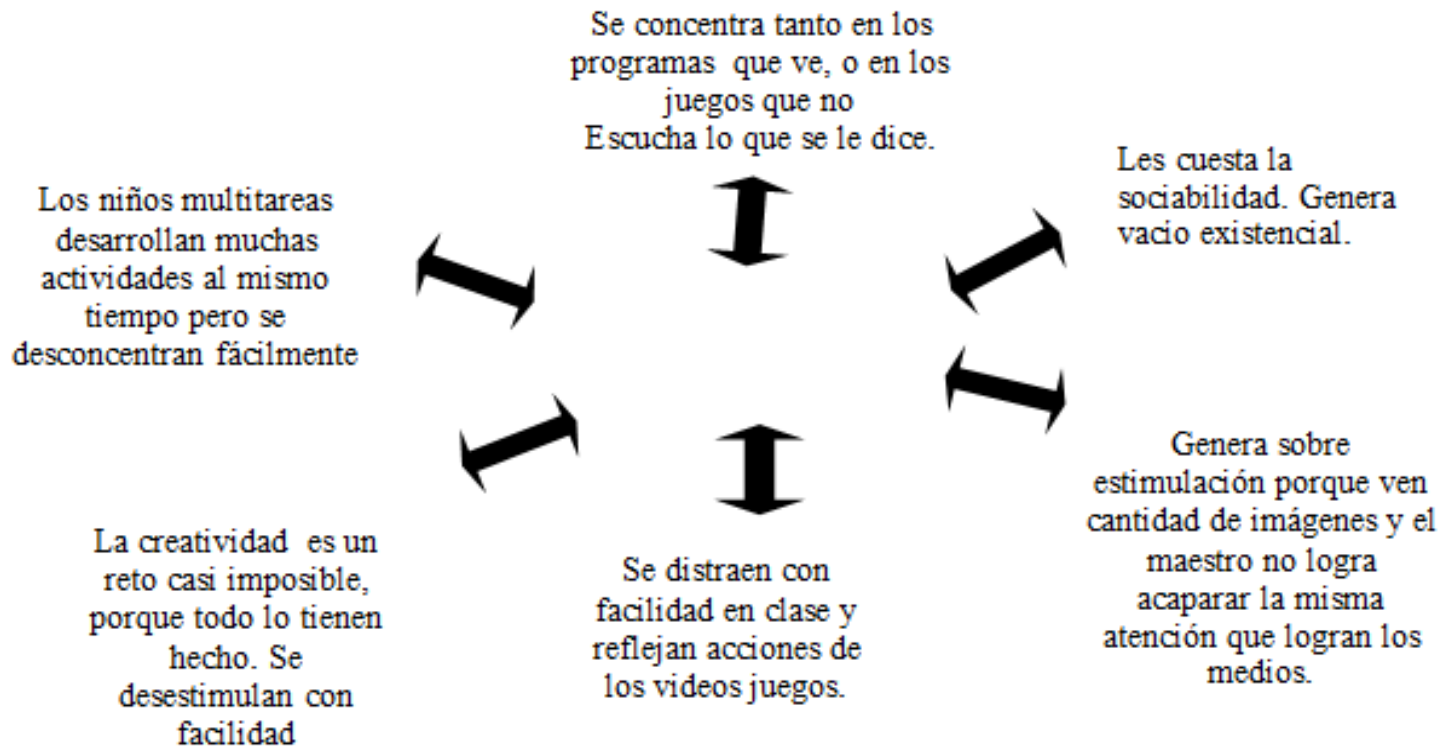 Se concentra tanto en los
programas que ve, o en los
juegos que no
Escucha lo que se le dice.
Les cuesta la
sociabilidad. Genera
vacio existencial.
Los niños multitareas
desarrollan muchas
actividades al mismo
tiempo pero se
desconcentran fácilmente
Genera sobre
estimulación porque ven
cantidad de imágenes y el
maestro no logra
acaparar la misma
atención que logran los
medios.
La creatividad es un
reto casi imposible,
porque todo lo tienen
hecho. Se
desestimulan con
facilidad
Se distraen con
facilidad en clase y
reflejan acciones de
los videos juegos.